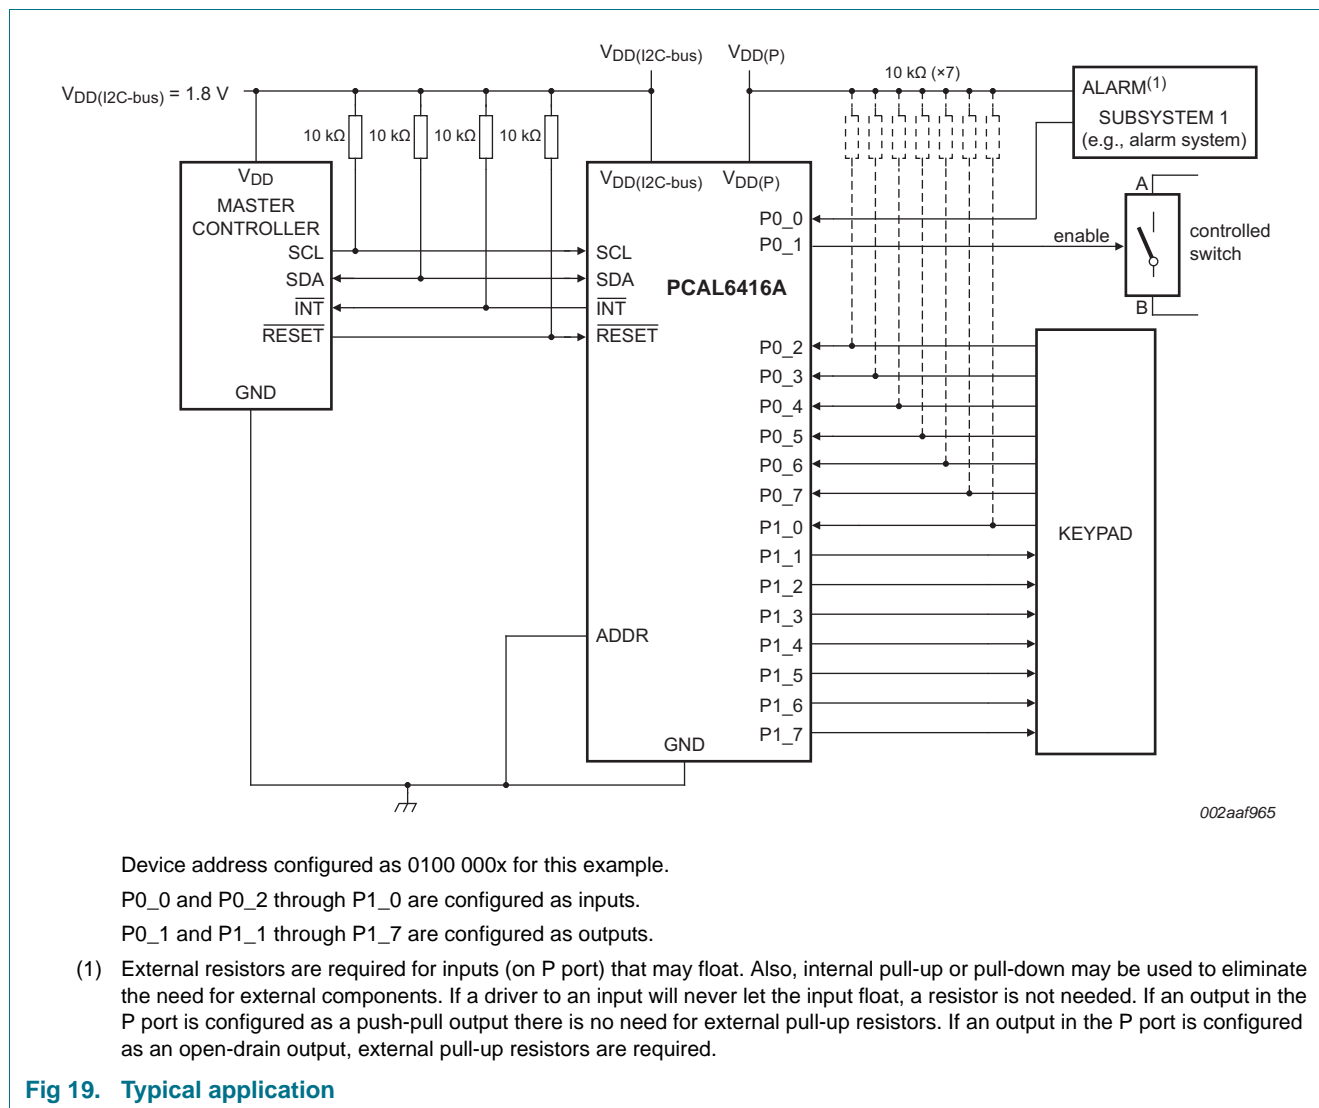 VDD(I2C-bus) VDD(P)
VDD(I2C-bus) = 1.8 V
10 kΩ (×7)
ALARM(1)
SUBSYSTEM 1
(e.g., alarm system)
10 kΩ 10 kΩ 10 kΩ 10 kΩ
VDD
MASTER
CONTROLLER
SCL
SDA
INT
RESET
GND
VDD(I2C-bus) VDD(P)
SCL
SDA
INT
RESET
PCAL6416A
ADDR
GND
P0_0
P0_1
P0_2
P0_3
P0_4
P0_5
P0_6
P0_7
P1_0
P1_1
P1_2
P1_3
P1_4
P1_5
P1_6
P1_7
enable
A
B
controlled
switch
KEYPAD
002aaf965
Device address configured as 0100 000x for this example.
P0_0 and P0_2 through P1_0 are configured as inputs.
P0_1 and P1_1 through P1_7 are configured as outputs.
(1) External resistors are required for inputs (on P port) that may float. Also, internal pull-up or pull-down may be used to eliminate
the need for external components. If a driver to an input will never let the input float, a resistor is not needed. If an output in the
P port is configured as a push-pull output there is no need for external pull-up resistors. If an output in the P port is configured
as an open-drain output, external pull-up resistors are required.
Fig 19. Typical application